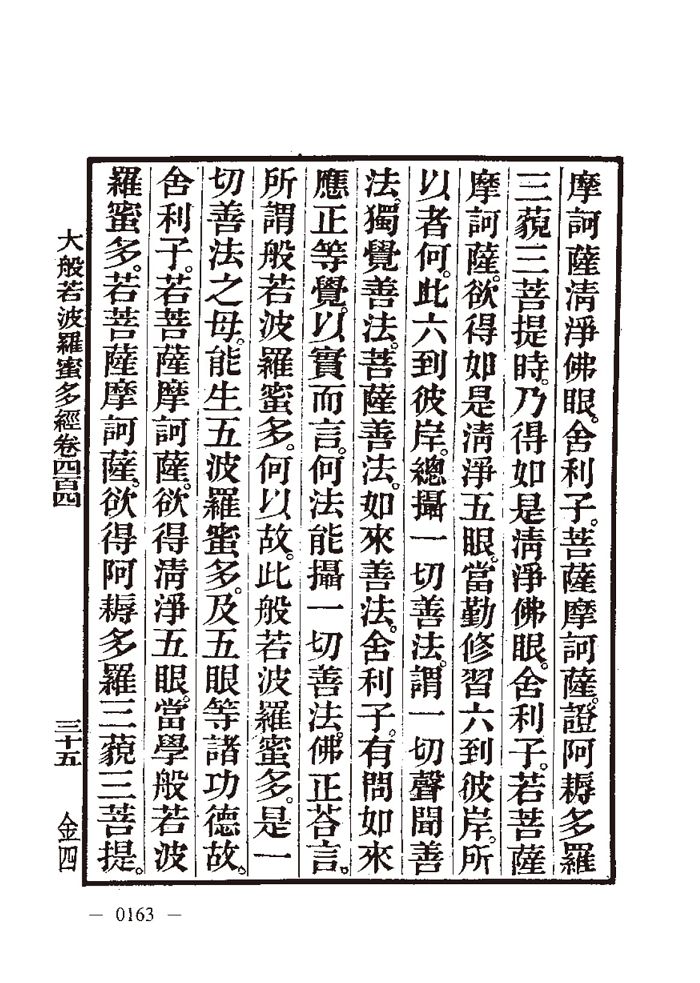 摩訶薩清淨佛眼。舍利子。菩薩摩訶薩。證阿耨多羅
三藐三菩提時。乃得如是清淨佛眼。舍利子。若菩薩
摩訶薩。欲得如是清淨五眼。當勤修習六到彼岸。所
以者何。此六到彼岸。總攝一切善法。謂一切聲聞善
法。獨覺善法。菩薩善法。如來善法。舍利子。有問如來
應正等覺。以實而言。何法能攝一切善法。佛正荅言。
所謂般若波羅蜜多。何以故。此般若波羅蜜多。是一
切善法之母。能生五波羅蜜多。及五眼等諸功德故。
舍利子。若菩薩摩訶薩。欲得清淨五眼。當學般若波
羅蜜多。若菩薩摩訶薩。欲得阿耨多羅三藐三菩提。
大般若波羅蜜多經卷四百四 三十五 金四
— 0163 —